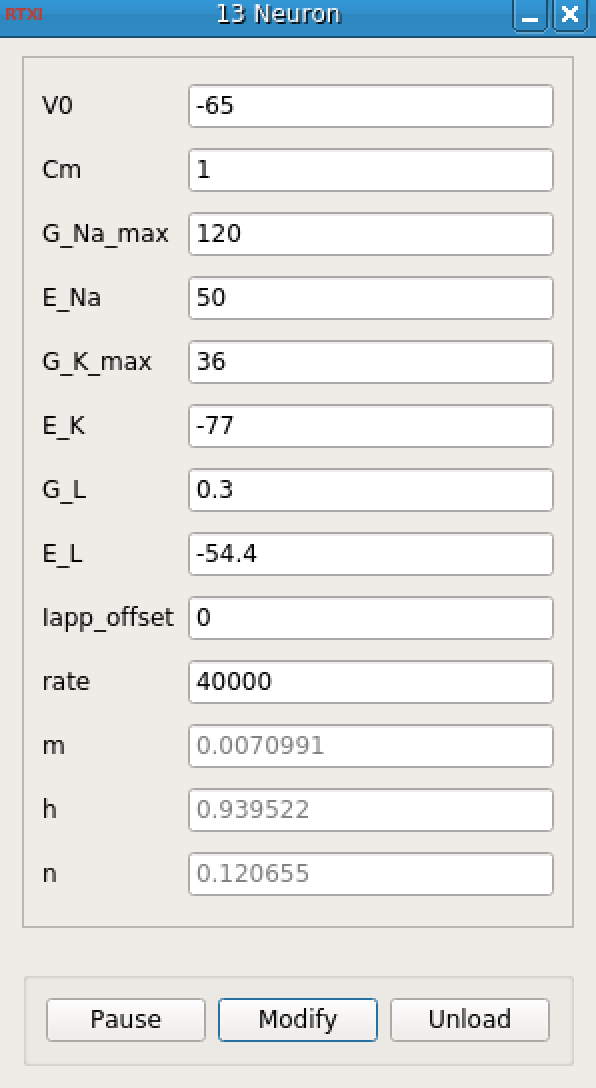 RTXI 13 Neuron
V0 -65
Cm 1
G_Na_max 120
E_Na 50
G_K_max 36
E_K -77
G_L 0.3
E_L -54.4
Iapp_offset 0
rate 40000
m 0.0070991
h 0.939522
n 0.120655
Pause Modify Unload